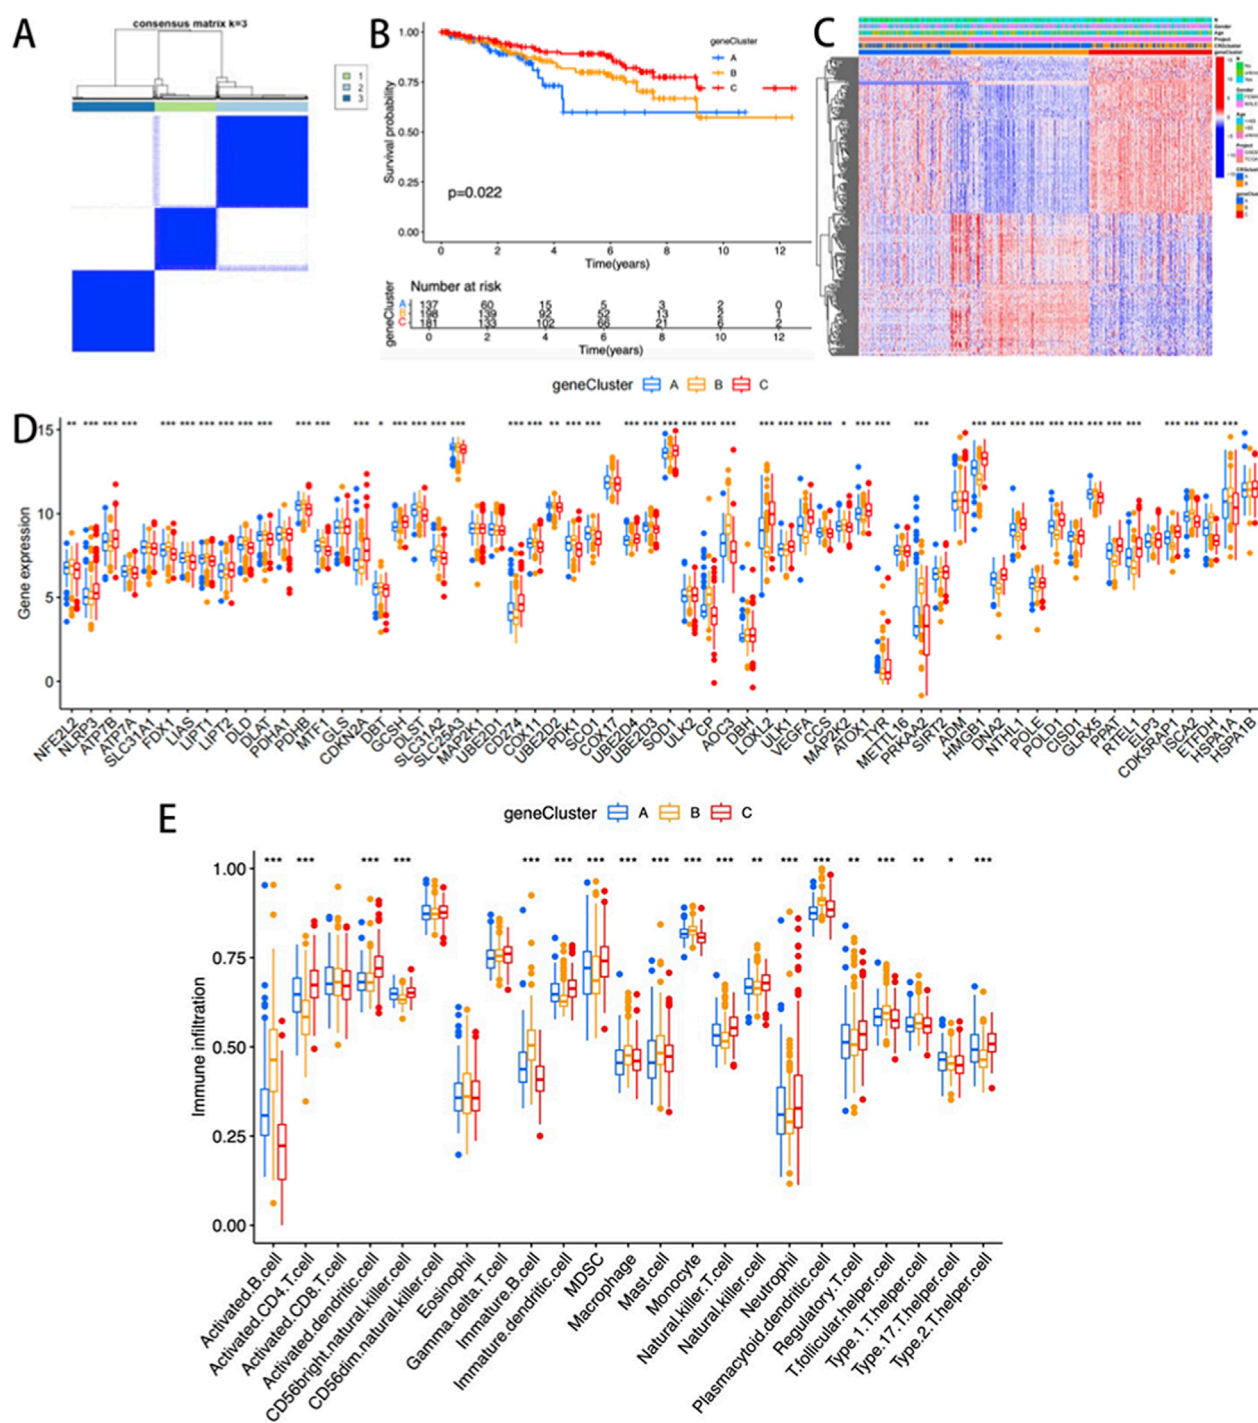 A
consensus matrix k=3
1
2
3
B
geneCluster
A
B
C
Survival probability
1.00
0.75
0.50
0.25
0.00
p=0.022
0 2 4 6 8 10 12
Time(years)
Number at risk
geneCluster
A 137 60 15 5 3 2 0
B 198 139 92 52 13 2 1
C 181 133 102 66 21 6 2
0 2 4 6 8 10 12
Time(years)
C
N
Gender
Age
Project
CRGcluster
geneCluster
geneCluster A B C
D
Gene expression
15
10
5
0
** *** *** *** *** *** *** *** *** *** *** *** *** * *** *** *** *** *** *** ** *** *** *** *** *** *** *** *** *** *** *** *** *** * *** *** *** *** *** *** *** *** *** *** *** *** *** *** *** ***
NFE2L2
NLRP3
ATP7B
ATP7A
SLC31A1
FDX1
LIAS
LIPT1
LIPT2
DLD
DLAT
PDHA1
PDHB
MTF1
GLS
CDKN2A
DBT
GCSH
DLST
SLC31A2
SLC25A3
MAP2K1
UBE2D1
CD274
COX11
UBE2D2
PDK1
SCO1
COX17
UBE2D4
UBE2D3
SOD1
ULK2
CP
AOC3
DBH
LOXL2
ULK1
VEGFA
CCS
MAP2K2
ATOX1
TYR
METTL16
PRKAA2
SIRT2
ADM
HMGB1
DNA2
NTHL1
POLE
POLD1
CISD1
GLRX5
PPAT
RTEL1
ELP3
CDK5RAP1
ISCA2
ETFDH
HSPA1A
HSPA1B
E
geneCluster A B C
Immune infiltration
1.00
0.75
0.50
0.25
0.00
*** *** *** *** *** *** *** *** *** *** *** ** *** *** ** *** ** * ***
Activated.B.cell
Activated.CD4.T.cell
Activated.CD8.T.cell
Activated.dendritic.cell
CD56bright.natural.killer.cell
CD56dim.natural.killer.cell
Eosinophil
Gamma.delta.T.cell
Immature.B.cell
Immature.dendritic.cell
MDSC
Macrophage
Mast.cell
Monocyte
Natural.killer.T.cell
Natural.killer.cell
Neutrophil
Plasmacytoid.dendritic.cell
Regulatory.T.cell
T.follicular.helper.cell
Type.1.T.helper.cell
Type.17.T.helper.cell
Type.2.T.helper.cell